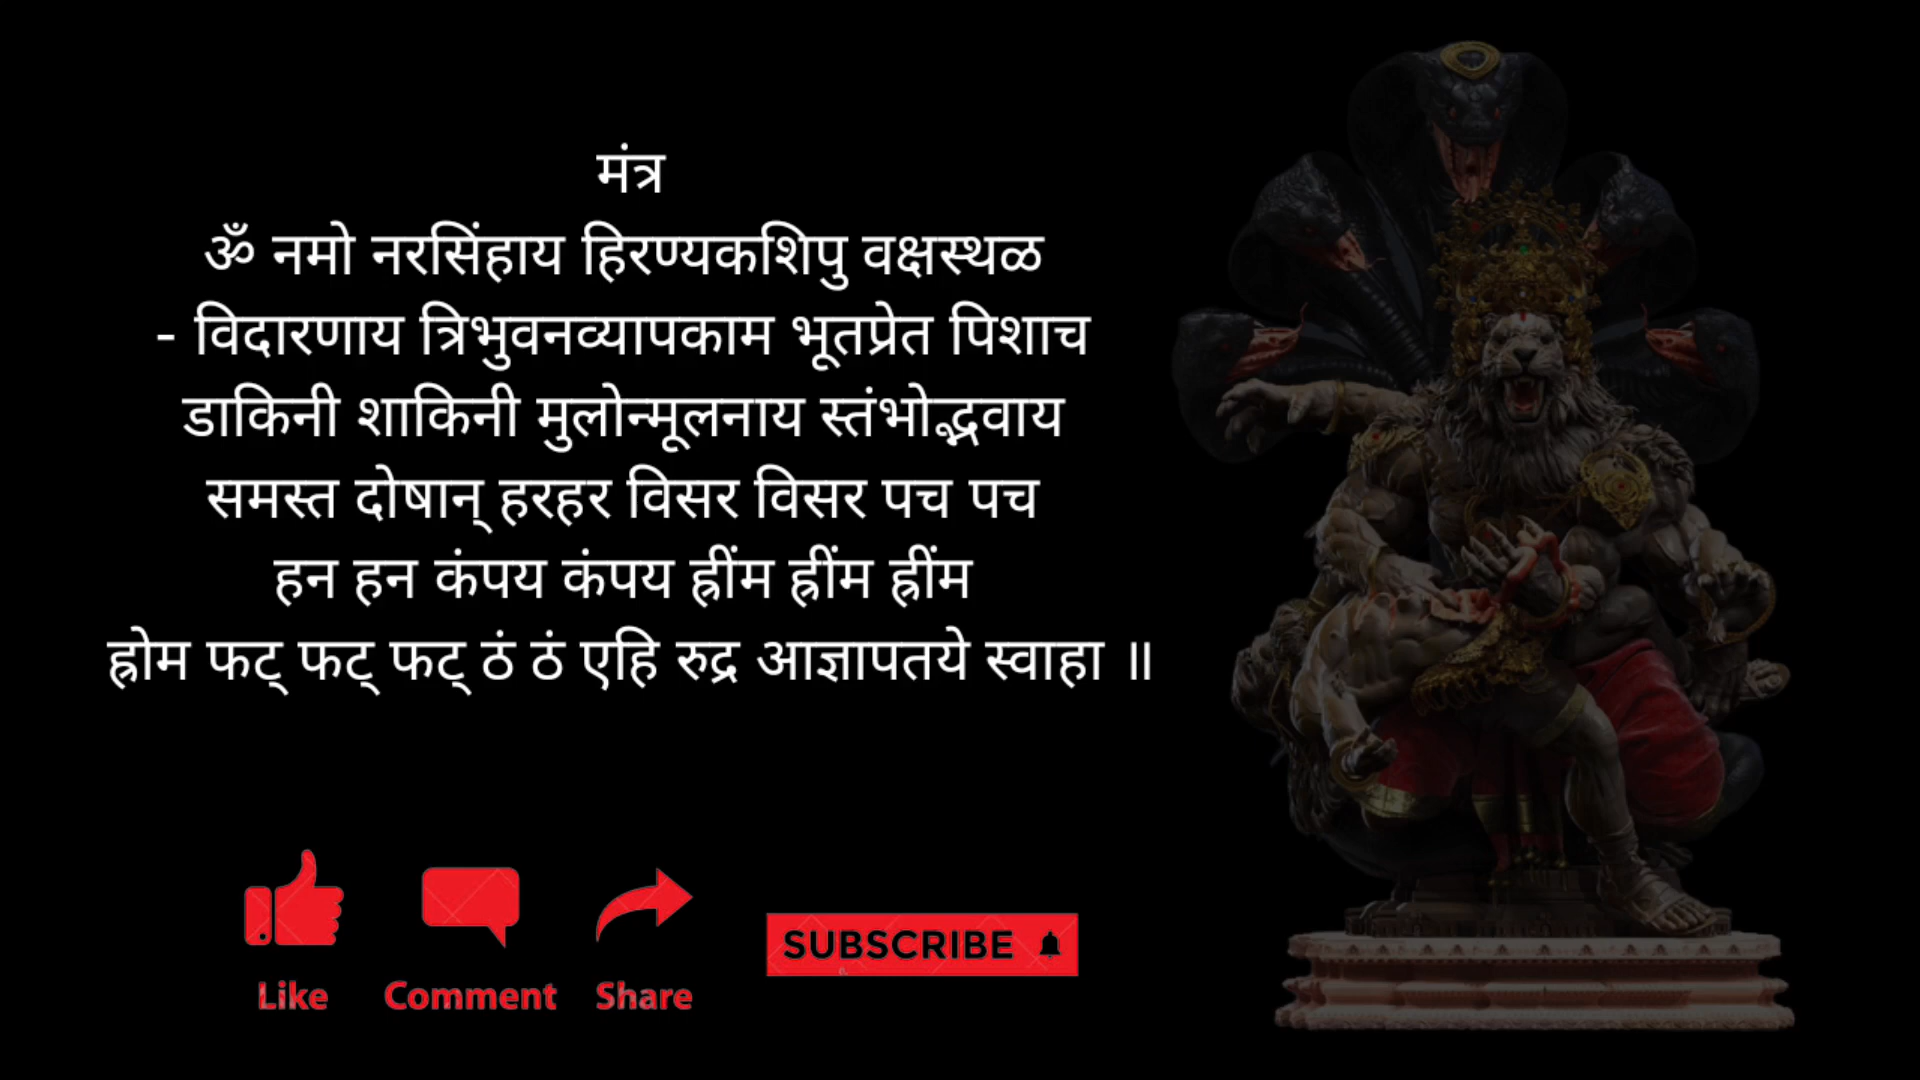 मंत्र
ॐ नमो नरसिंहाय हिरण्यकशिपु वक्षस्थळ
- विदारणाय त्रिभुवनव्यापकाम भूतप्रेत पिशाच
डाकिनी शाकिनी मुलोन्मूलनाय स्तंभोद्भवाय
समस्त दोषान् हरहर विसर विसर पच पच
हन हन कंपय कंपय ह्रींम ह्रींम ह्रींम
ह्रोम फट् फट् फट् ठं ठं एहि रुद्र आज्ञापतये स्वाहा ॥
Like Comment Share
SUBSCRIBE